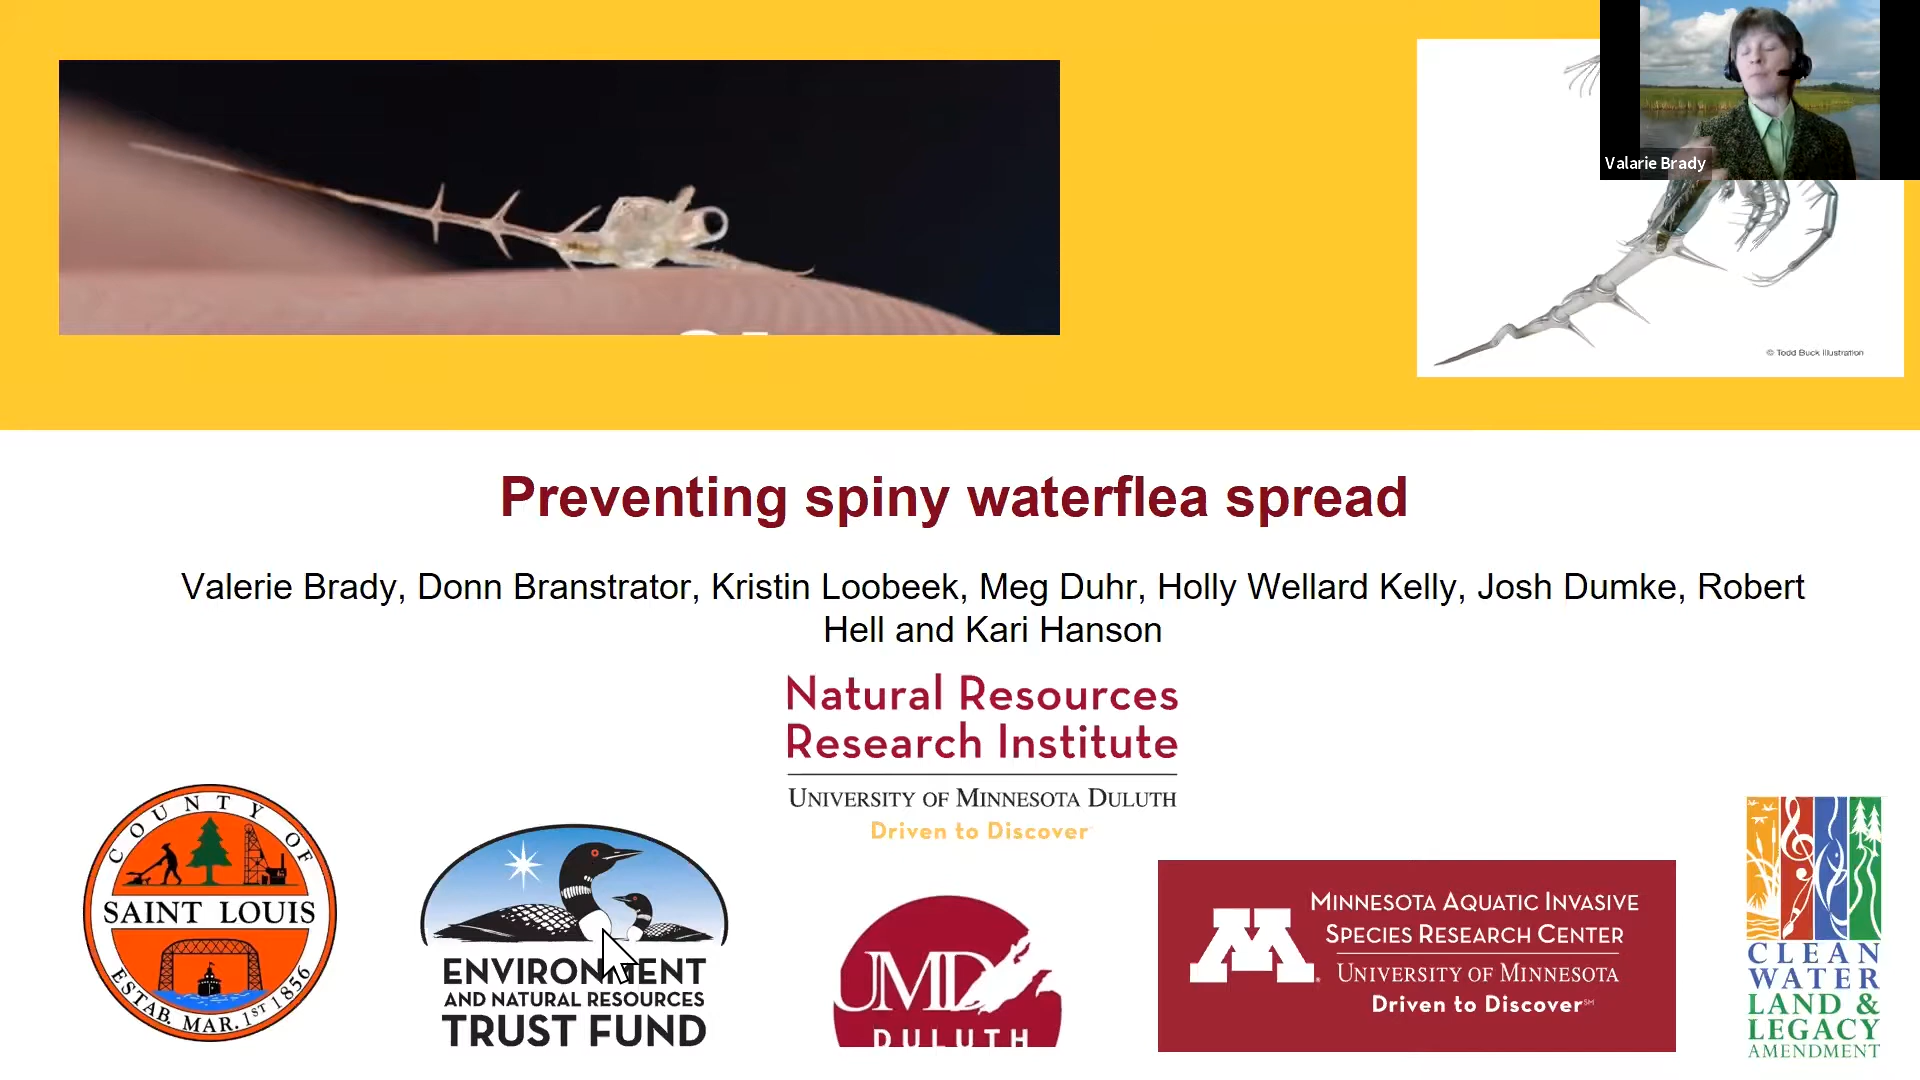 Valarie Brady
© Todd Buck Illustration
Preventing spiny waterflea spread
Valerie Brady, Donn Branstrator, Kristin Loobeek, Meg Duhr, Holly Wellard Kelly, Josh Dumke, Robert
Hell and Kari Hanson
Natural Resources
Research Institute
UNIVERSITY OF MINNESOTA DULUTH
Driven to Discover
COUNTY OF
SAINT LOUIS
ESTAB. MAR. 1ST 1856
ENVIRONMENT
AND NATURAL RESOURCES
TRUST FUND
UMD
DULUTH
M
MINNESOTA AQUATIC INVASIVE
SPECIES RESEARCH CENTER
UNIVERSITY OF MINNESOTA
Driven to Discover℠
CLEAN
WATER
LAND &
LEGACY
AMENDMENT